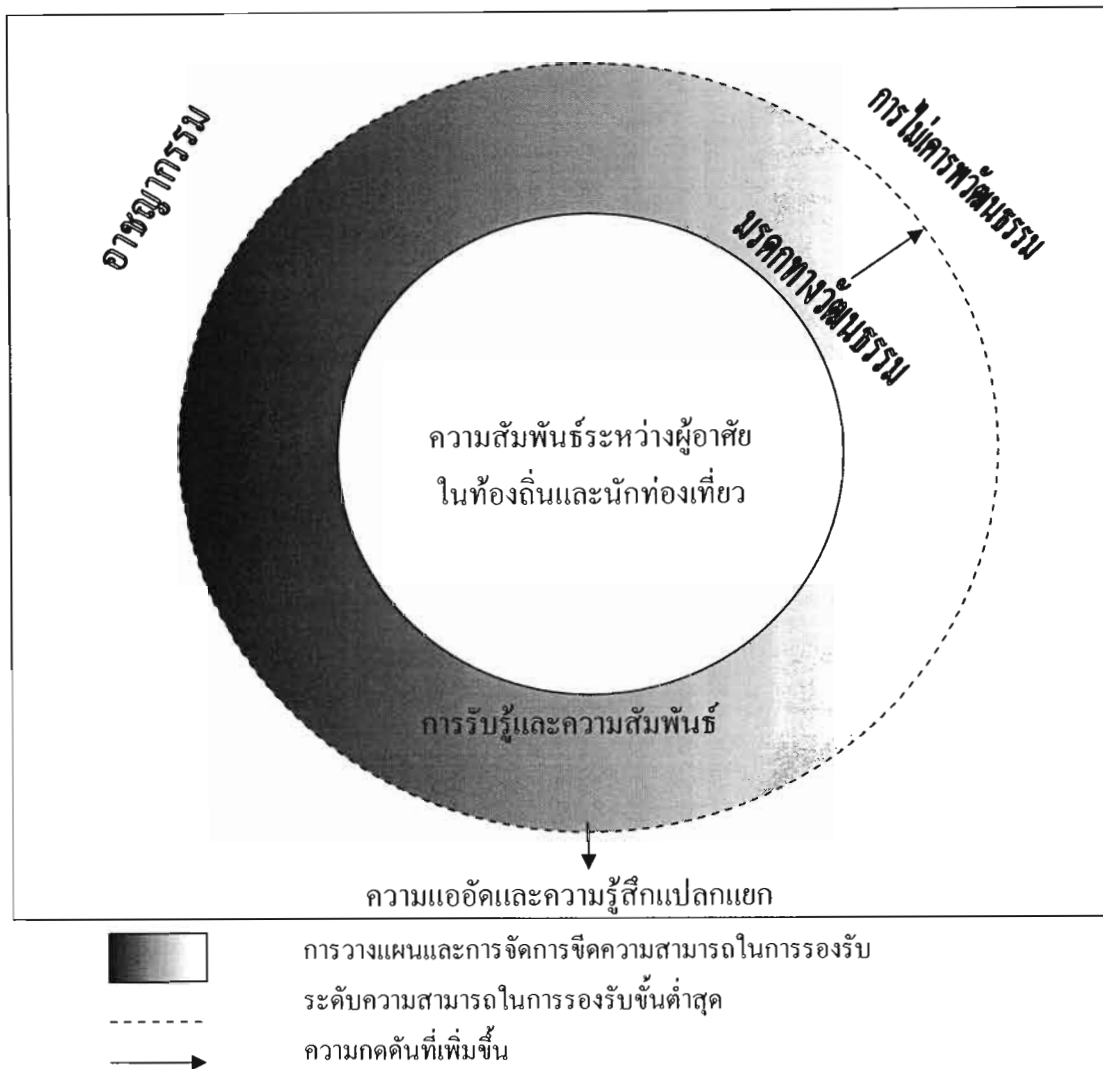 อาชญากรรม
การไม่เคารพวัฒนธรรม
มรดกทางวัฒนธรรม
ความสัมพันธ์ระหว่างผู้อาศัย
ในท้องถิ่นและนักท่องเที่ยว
การรับรู้และความสัมพันธ์
ความแออัดและความรู้สึกแปลกแยก
การวางแผนและการจัดการขีดความสามารถในการรองรับ
ระดับความสามารถในการรองรับขั้นต่ำสุด
ความกดดันที่เพิ่มขึ้น